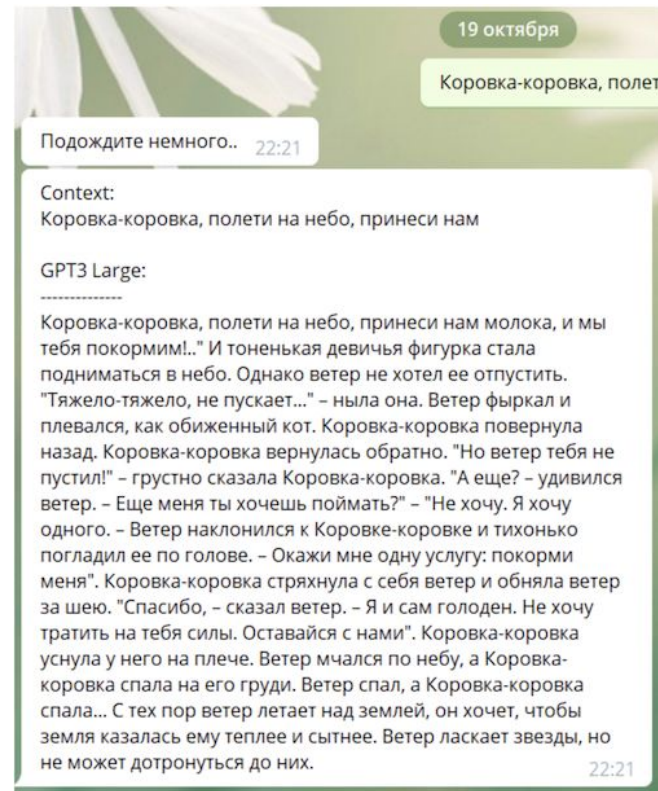 19 октября
Коровка-коровка, полет
Подождите немного.. 22:21
Context:
Коровка-коровка, полети на небо, принеси нам
GPT3 Large:
--------------
Коровка-коровка, полети на небо, принеси нам молока, и мы
тебя покормим!.." И тоненькая девичья фигурка стала
подниматься в небо. Однако ветер не хотел ее отпустить.
"Тяжело-тяжело, не пускает..." – ныла она. Ветер фыркал и
плевался, как обиженный кот. Коровка-коровка повернула
назад. Коровка-коровка вернулась обратно. "Но ветер тебя не
пустил!" – грустно сказала Коровка-коровка. "А еще? – удивился
ветер. – Еще меня ты хочешь поймать?" – "Не хочу. Я хочу
одного. – Ветер наклонился к Коровке-коровке и тихонько
погладил ее по голове. – Окажи мне одну услугу: покорми
меня". Коровка-коровка стряхнула с себя ветер и обняла ветер
за шею. "Спасибо, – сказал ветер. – Я и сам голоден. Не хочу
тратить на тебя силы. Оставайся с нами". Коровка-коровка
уснула у него на плече. Ветер мчался по небу, а Коровка-
коровка спала на его груди. Ветер спал, а Коровка-коровка
спала... С тех пор ветер летает над землей, он хочет, чтобы
земля казалась ему теплее и сытнее. Ветер ласкает звезды, но
не может дотронуться до них. 22:21